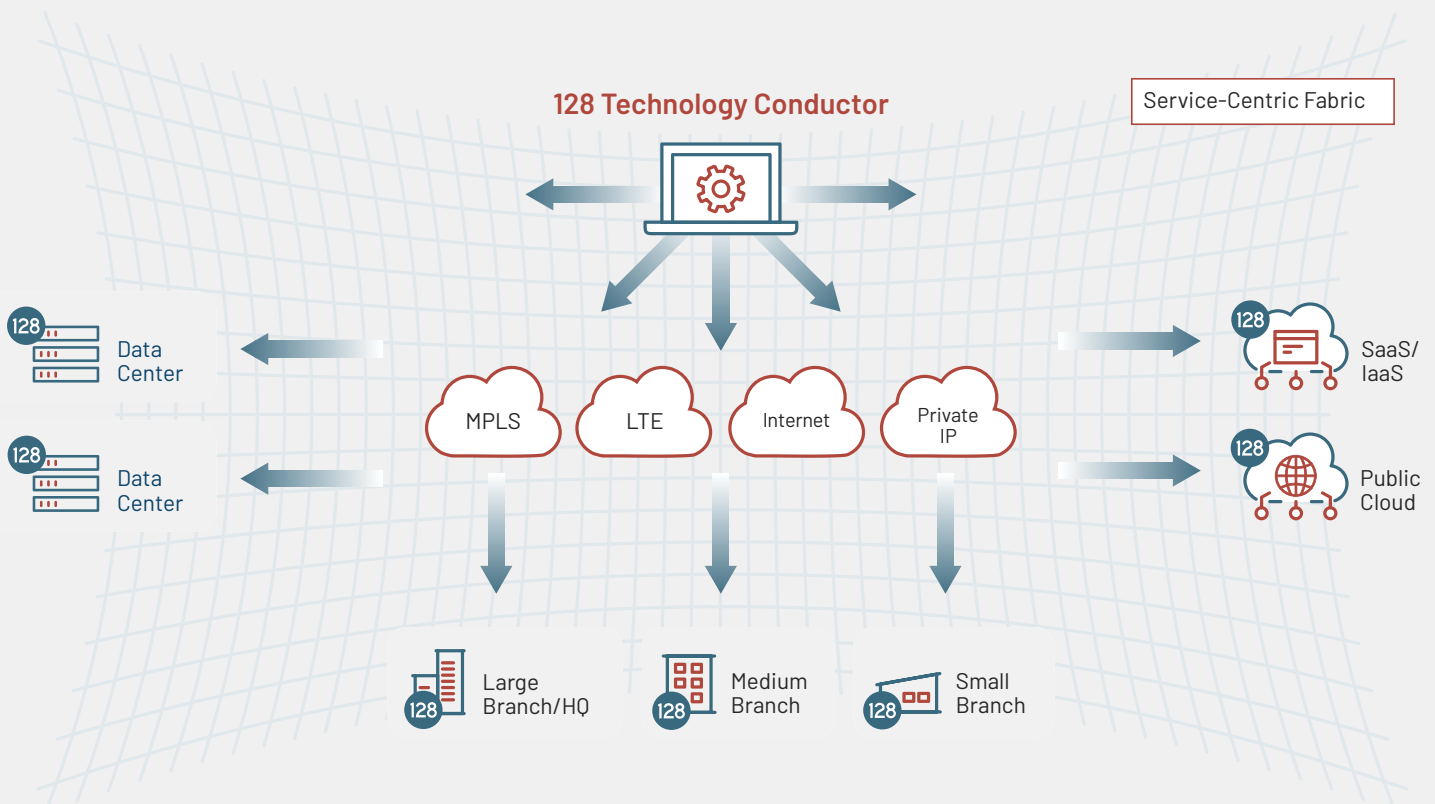 128 Technology Conductor
Service-Centric Fabric
128
Data
Center
128
Data
Center
MPLS
LTE
Internet
Private
IP
128
SaaS/
IaaS
128
Public
Cloud
128
Large
Branch/HQ
128
Medium
Branch
128
Small
Branch